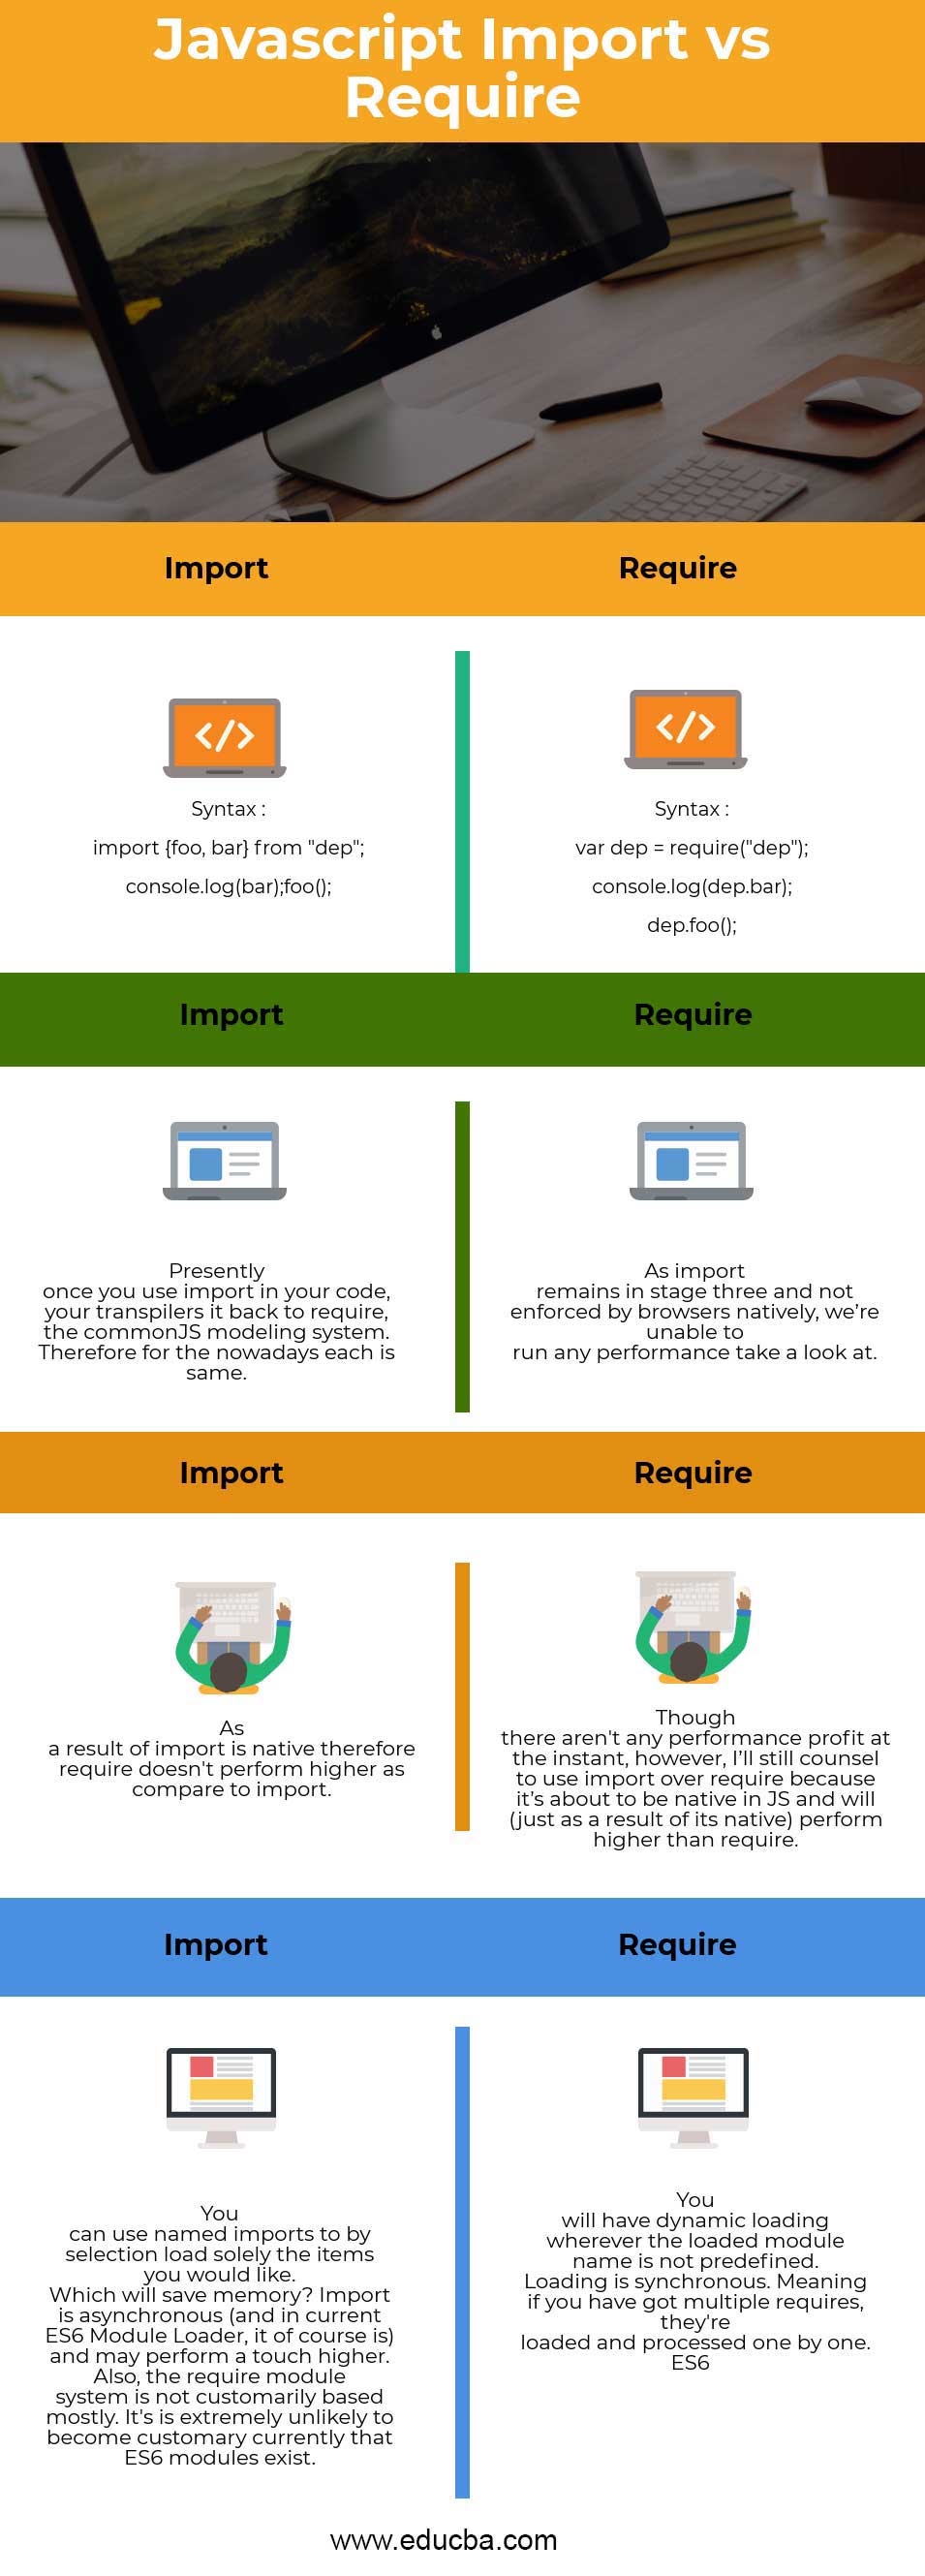 Javascript Import vs
Require
Import
Require
Syntax :
import {foo, bar} from "dep";
console.log(bar);foo();
Syntax :
var dep = require("dep");
console.log(dep.bar);
dep.foo();
Import
Require
Presently
once you use import in your code,
your transpilers it back to require,
the commonJS modeling system.
Therefore for the nowadays each is
same.
As import
remains in stage three and not
enforced by browsers natively, we’re
unable to
run any performance take a look at.
Import
Require
As
a result of import is native therefore
require doesn't perform higher as
compare to import.
Though
there aren't any performance profit at
the instant, however, I’ll still counsel
to use import over require because
it’s about to be native in JS and will
(just as a result of its native) perform
higher than require.
Import
Require
You
can use named imports to by
selection load solely the items
you would like.
Which will save memory? Import
is asynchronous (and in current
ES6 Module Loader, it of course is)
and may perform a touch higher.
Also, the require module
system is not customarily based
mostly. It's is extremely unlikely to
become customary currently that
ES6 modules exist.
You
will have dynamic loading
wherever the loaded module
name is not predefined.
Loading is synchronous. Meaning
if you have got multiple requires,
they're
loaded and processed one by one.
ES6
www.educba.com